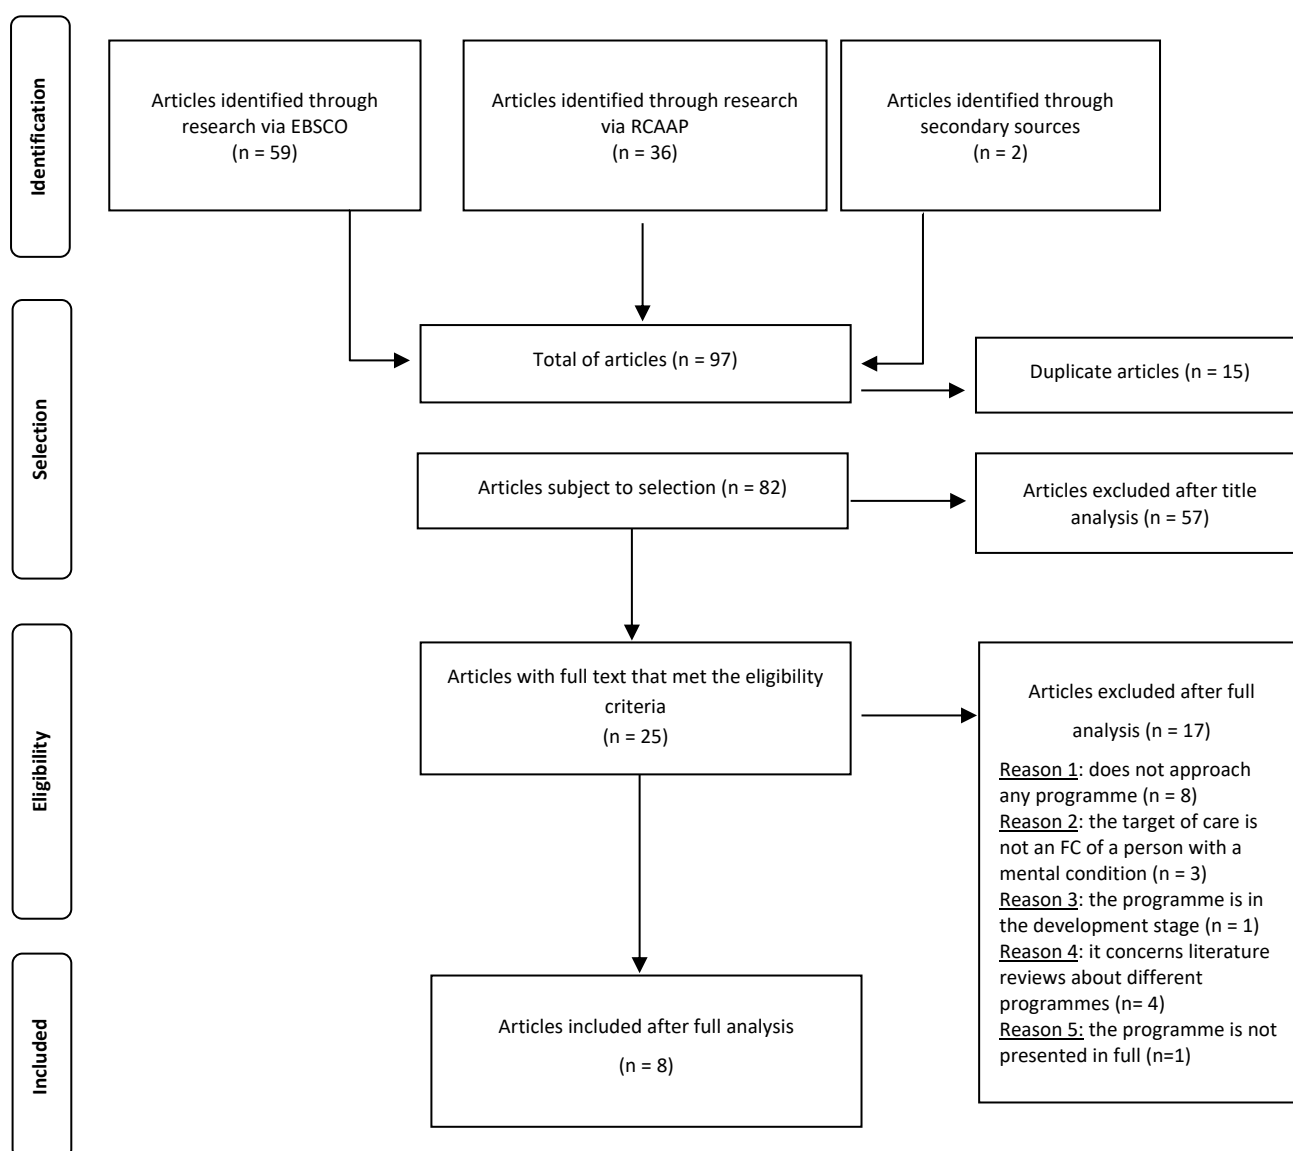 Identification
Articles identified through
research via EBSCO
(n = 59)
Articles identified through research
via RCAAP
(n = 36)
Articles identified through
secondary sources
(n = 2)
Selection
Total of articles (n = 97)
Duplicate articles (n = 15)
Articles subject to selection (n = 82)
Articles excluded after title
analysis (n = 57)
Eligibility
Articles with full text that met the eligibility
criteria
(n = 25)
Articles excluded after full
analysis (n = 17)
Reason 1: does not approach
any programme (n = 8)
Reason 2: the target of care is
not an FC of a person with a
mental condition (n = 3)
Reason 3: the programme is in
the development stage (n = 1)
Reason 4: it concerns literature
reviews about different
programmes (n= 4)
Reason 5: the programme is not
presented in full (n=1)
Included
Articles included after full analysis
(n = 8)